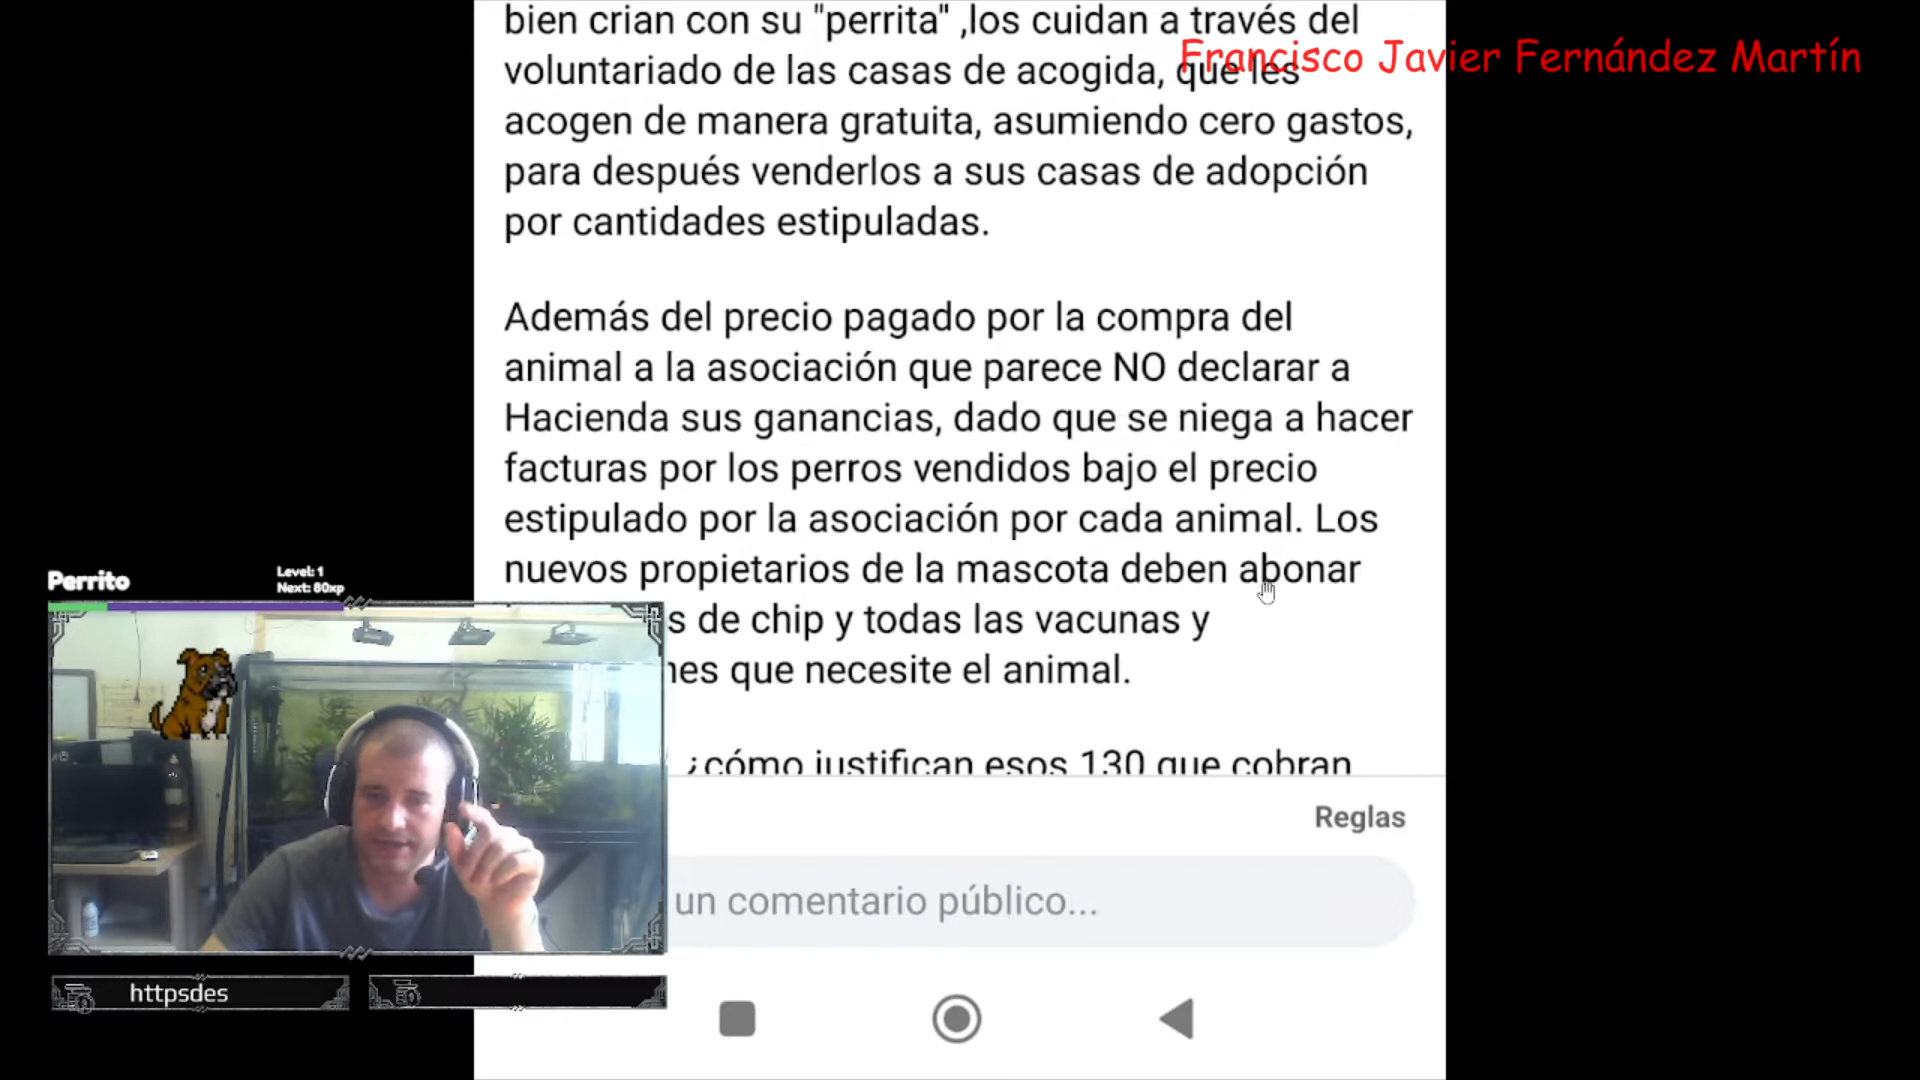 bien crian con su "perrita" ,los cuidan a través del
Francisco Javier Fernández Martín
voluntariado de las casas de acogida, que les
acogen de manera gratuita, asumiendo cero gastos,
para después venderlos a sus casas de adopción
por cantidades estipuladas.
Además del precio pagado por la compra del
animal a la asociación que parece NO declarar a
Hacienda sus ganancias, dado que se niega a hacer
facturas por los perros vendidos bajo el precio
estipulado por la asociación por cada animal. Los
nuevos propietarios de la mascota deben abonar
s de chip y todas las vacunas y
nes que necesite el animal.
¿cómo justifican esos 130 que cobran
Perrito
Level: 1
Next: 80xp
Reglas
un comentario público...
httpsdes